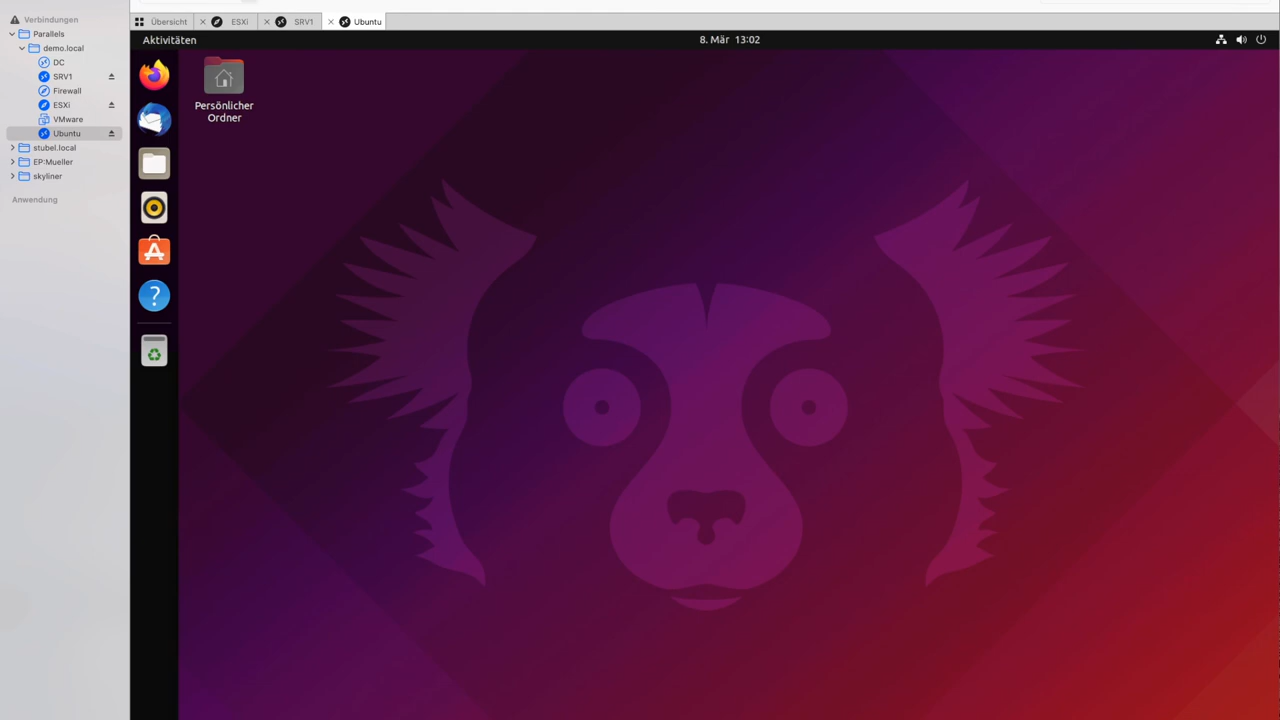 Verbindungen
Parallels
demo.local
DC
SRV1
Firewall
ESXi
VMware
Ubuntu
stubel.local
EP:Mueller
skyliner
Anwendung
Übersicht
ESXi
SRV1
Ubuntu
Aktivitäten
8. Mär 13:02
Persönlicher
Ordner